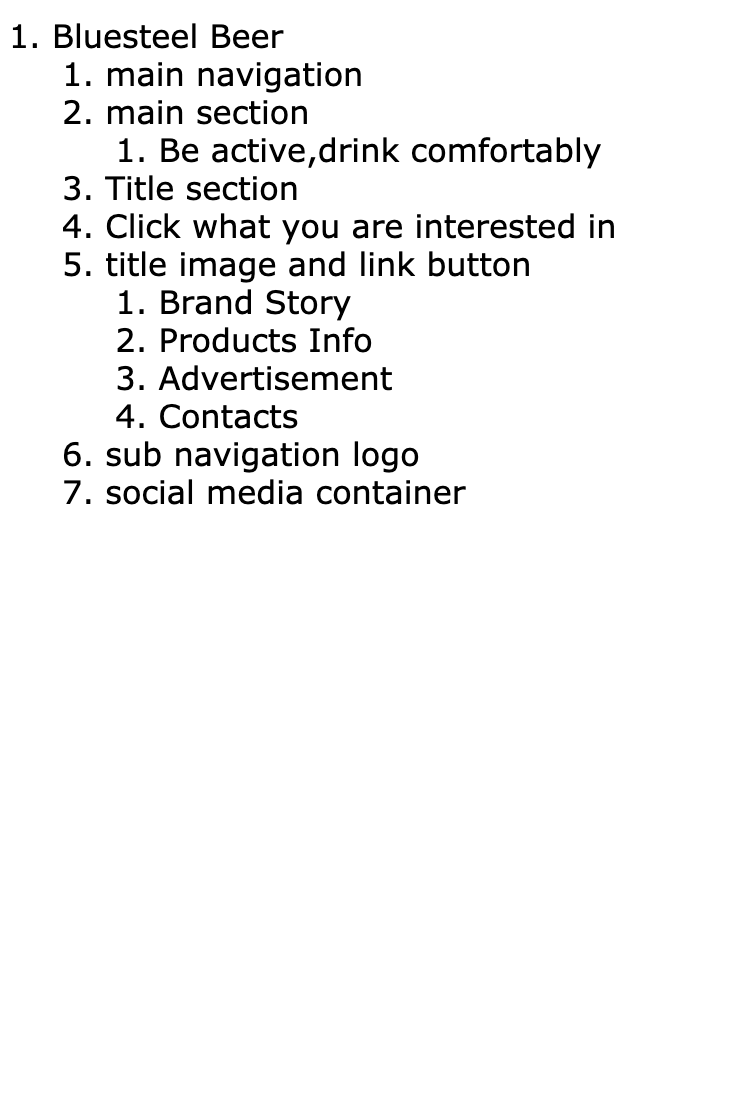 1. Bluesteel Beer
1. main navigation
2. main section
1. Be active,drink comfortably
3. Title section
4. Click what you are interested in
5. title image and link button
1. Brand Story
2. Products Info
3. Advertisement
4. Contacts
6. sub navigation logo
7. social media container